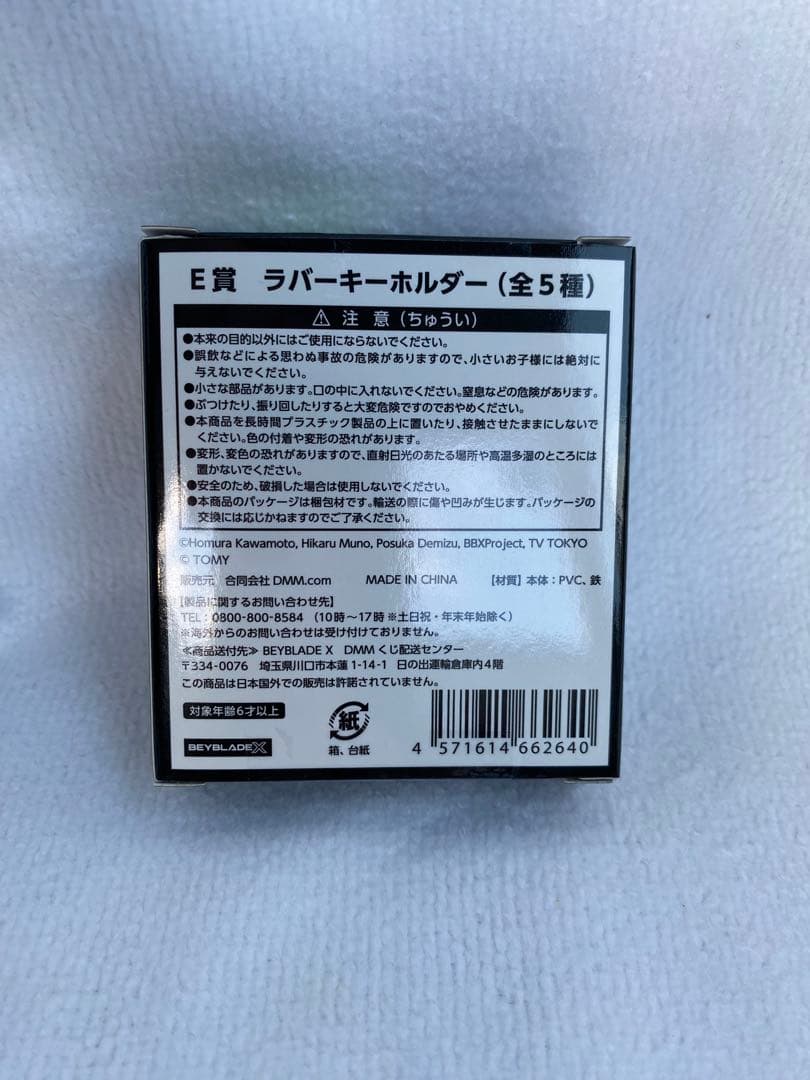 E賞　ラバーキーホルダー（全5種）
⚠ 注 意（ちゅうい）
●本来の目的以外にはご使用にならないでください。
●誤飲などによる思わぬ事故の危険がありますので、小さいお子様には絶対に
与えないでください。
●小さな部品があります。口の中に入れないでください。窒息などの危険があります。
●ぶつけたり、振り回したりすると大変危険ですのでおやめください。
●本商品を長時間プラスチック製品の上に置いたり、接触させたままにしないで
ください。色の付着や変形の恐れがあります。
●変形、変色の恐れがありますので、直射日光のあたる場所や高温多湿のところには
置かないでください。
●安全のため、破損した場合は使用しないでください。
●本商品のパッケージは梱包材です。輸送の際に傷や凹みが生じます。パッケージの
交換には応じかねますのでご了承ください。
©Homura Kawamoto, Hikaru Muno, Posuka Demizu, BBXProject, TV TOKYO
© TOMY
販売元　合同会社 DMM.com　MADE IN CHINA　【材質】本体：PVC、鉄
【製品に関するお問い合わせ先】
TEL：0800-800-8584 （10時～17時 ※土日祝・年末年始除く）
※海外からのお問い合わせは受け付けておりません。
≪商品送付先≫ BEYBLADE X　DMMくじ配送センター
〒334-0076　埼玉県川口市本蓮 1-14-1　日の出運輸倉庫内4階
この商品は日本国外での販売は許諾されていません。
対象年齢6才以上
BEYBLADE X
紙
箱、台紙
4 571614 662640